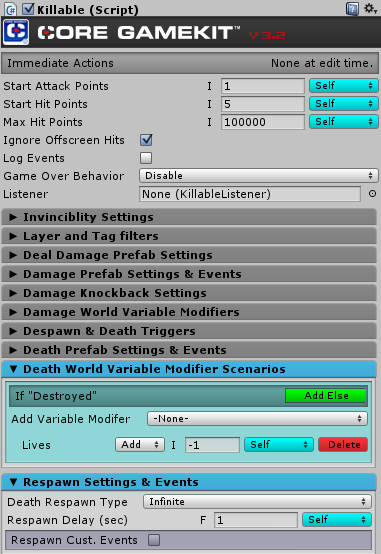 Killable (Script)
CORE GAMEKIT™ V 3.2
Immediate Actions None at edit time.
Start Attack Points I 1 Self
Start Hit Points I 5 Self
Max Hit Points I 100000 Self
Ignore Offscreen Hits
Log Events
Game Over Behavior Disable
Listener None (KillableListener)
► Invinciblity Settings
► Layer and Tag filters
► Deal Damage Prefab Settings
► Damage Prefab Settings & Events
► Damage Knockback Settings
► Damage World Variable Modifiers
► Despawn & Death Triggers
► Death Prefab Settings & Events
▼ Death World Variable Modifier Scenarios
If "Destroyed" Add Else
Add Variable Modifer -None-
Lives Add I -1 Self Delete
▼ Respawn Settings & Events
Death Respawn Type Infinite
Respawn Delay (sec) F 1 Self
Respawn Cust. Events